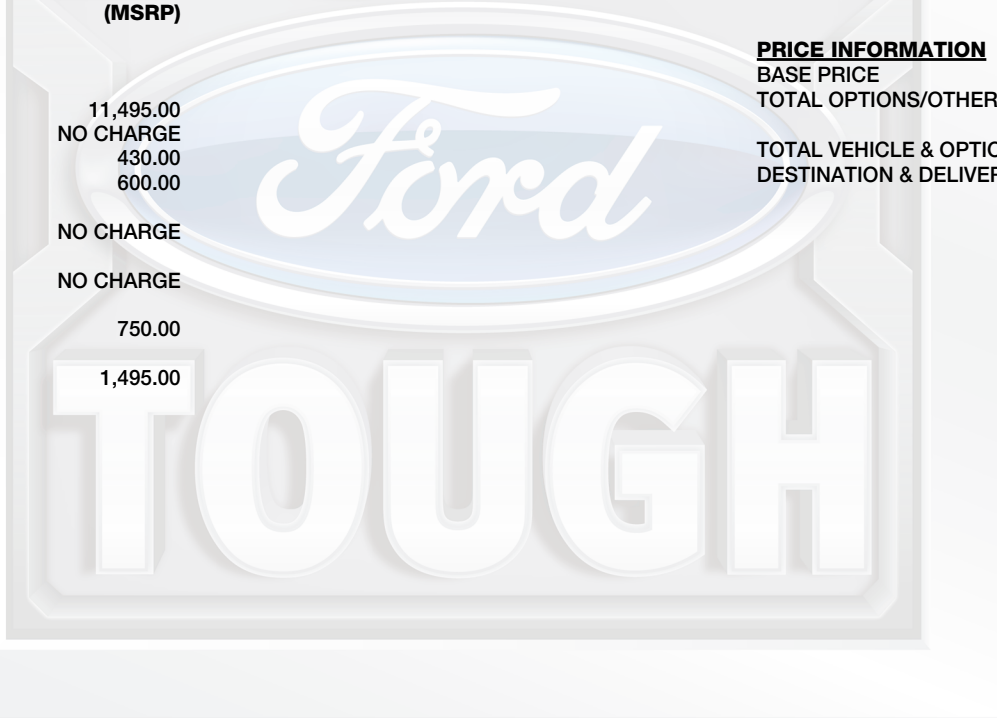 (MSRP)
11,495.00
NO CHARGE
430.00
600.00
NO CHARGE
NO CHARGE
750.00
1,495.00
PRICE INFORMATION
BASE PRICE
TOTAL OPTIONS/OTHER
TOTAL VEHICLE & OPTIO
DESTINATION & DELIVER
Ford
TOUGH